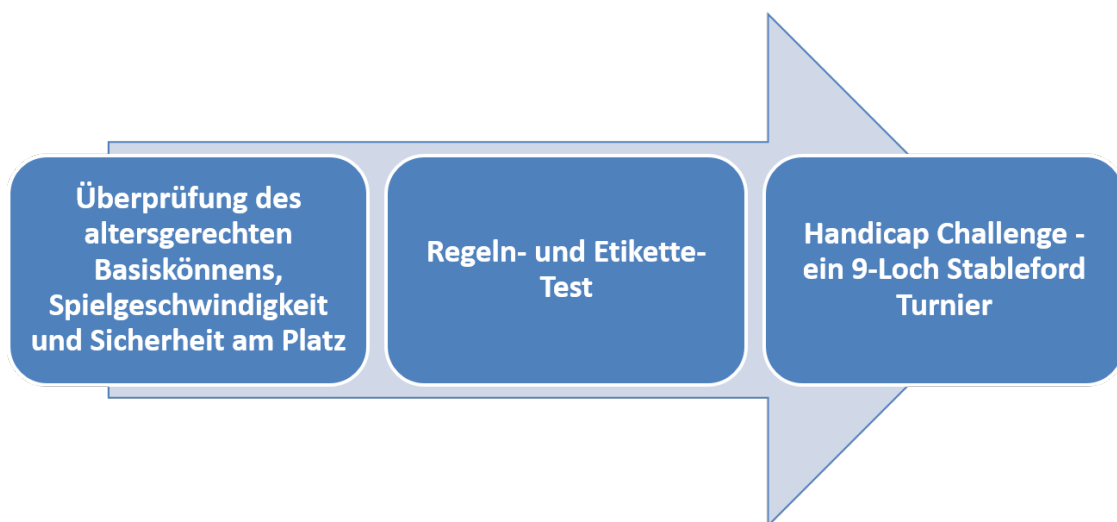 Überprüfung des
altersgerechten
Basiskönnens,
Spielgeschwindigkeit
und Sicherheit am Platz
Regeln- und Etikette-
Test
Handicap Challenge -
ein 9-Loch Stableford
Turnier